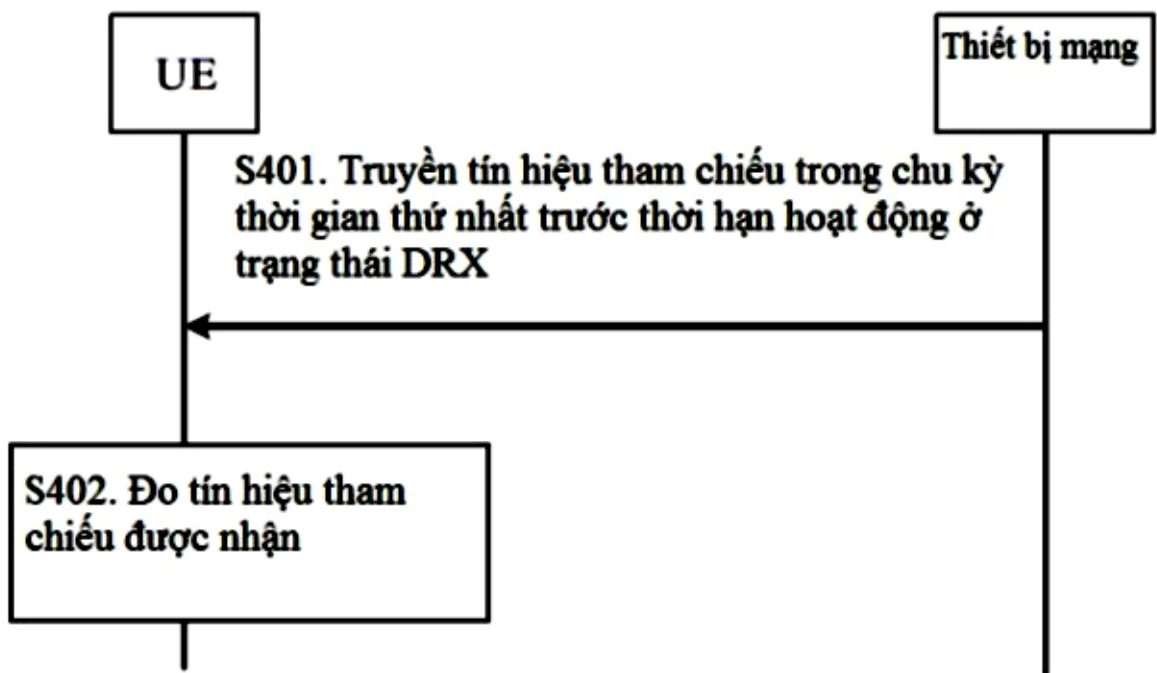 UE
Thiết bị mạng
S401. Truyền tín hiệu tham chiếu trong chu kỳ
thời gian thứ nhất trước thời hạn hoạt động ở
trạng thái DRX
S402. Đo tín hiệu tham
chiếu được nhận